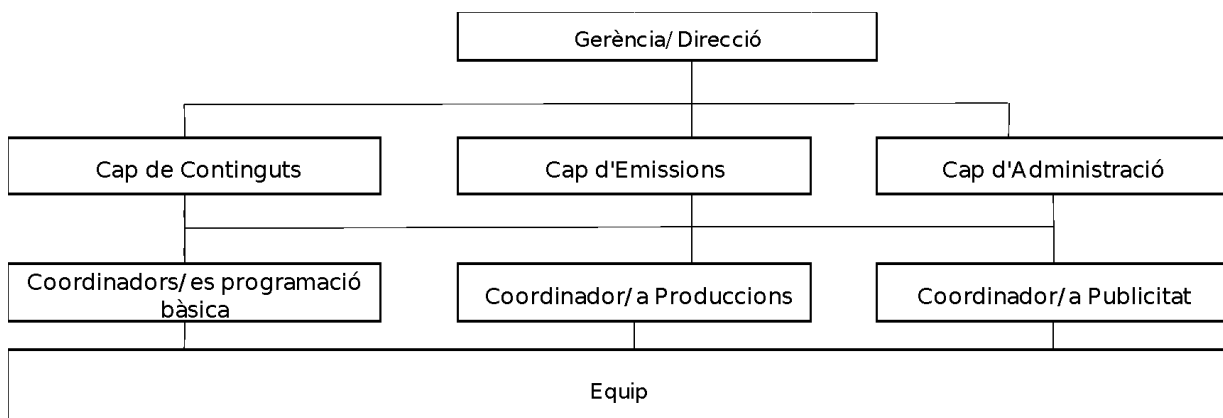 Gerència/Direcció
Cap de Continguts
Cap d'Emissions
Cap d'Administració
Coordinadors/es programació
bàsica
Coordinador/a Produccions
Coordinador/a Publicitat
Equip